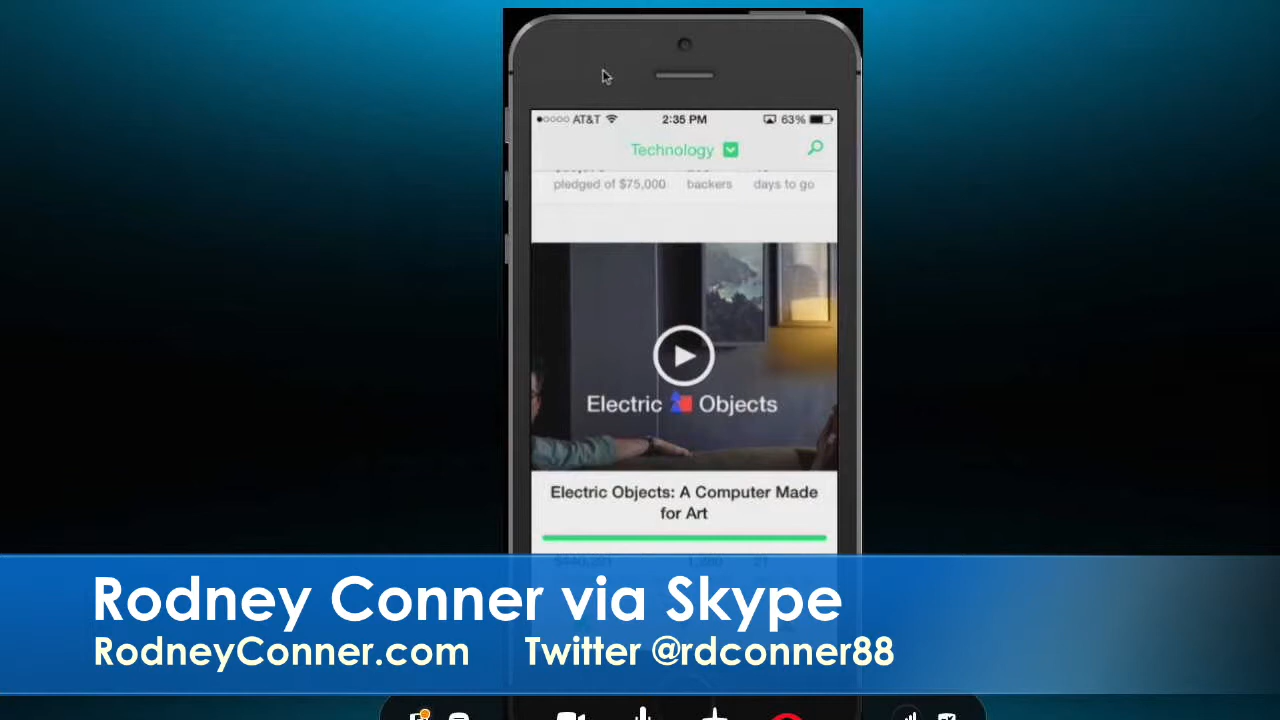 AT&T 2:35 PM 63%
Technology
pledged of $75,000 backers days to go
Electric Objects
Electric Objects: A Computer Made
for Art
Rodney Conner via Skype
RodneyConner.com Twitter @rdconner88